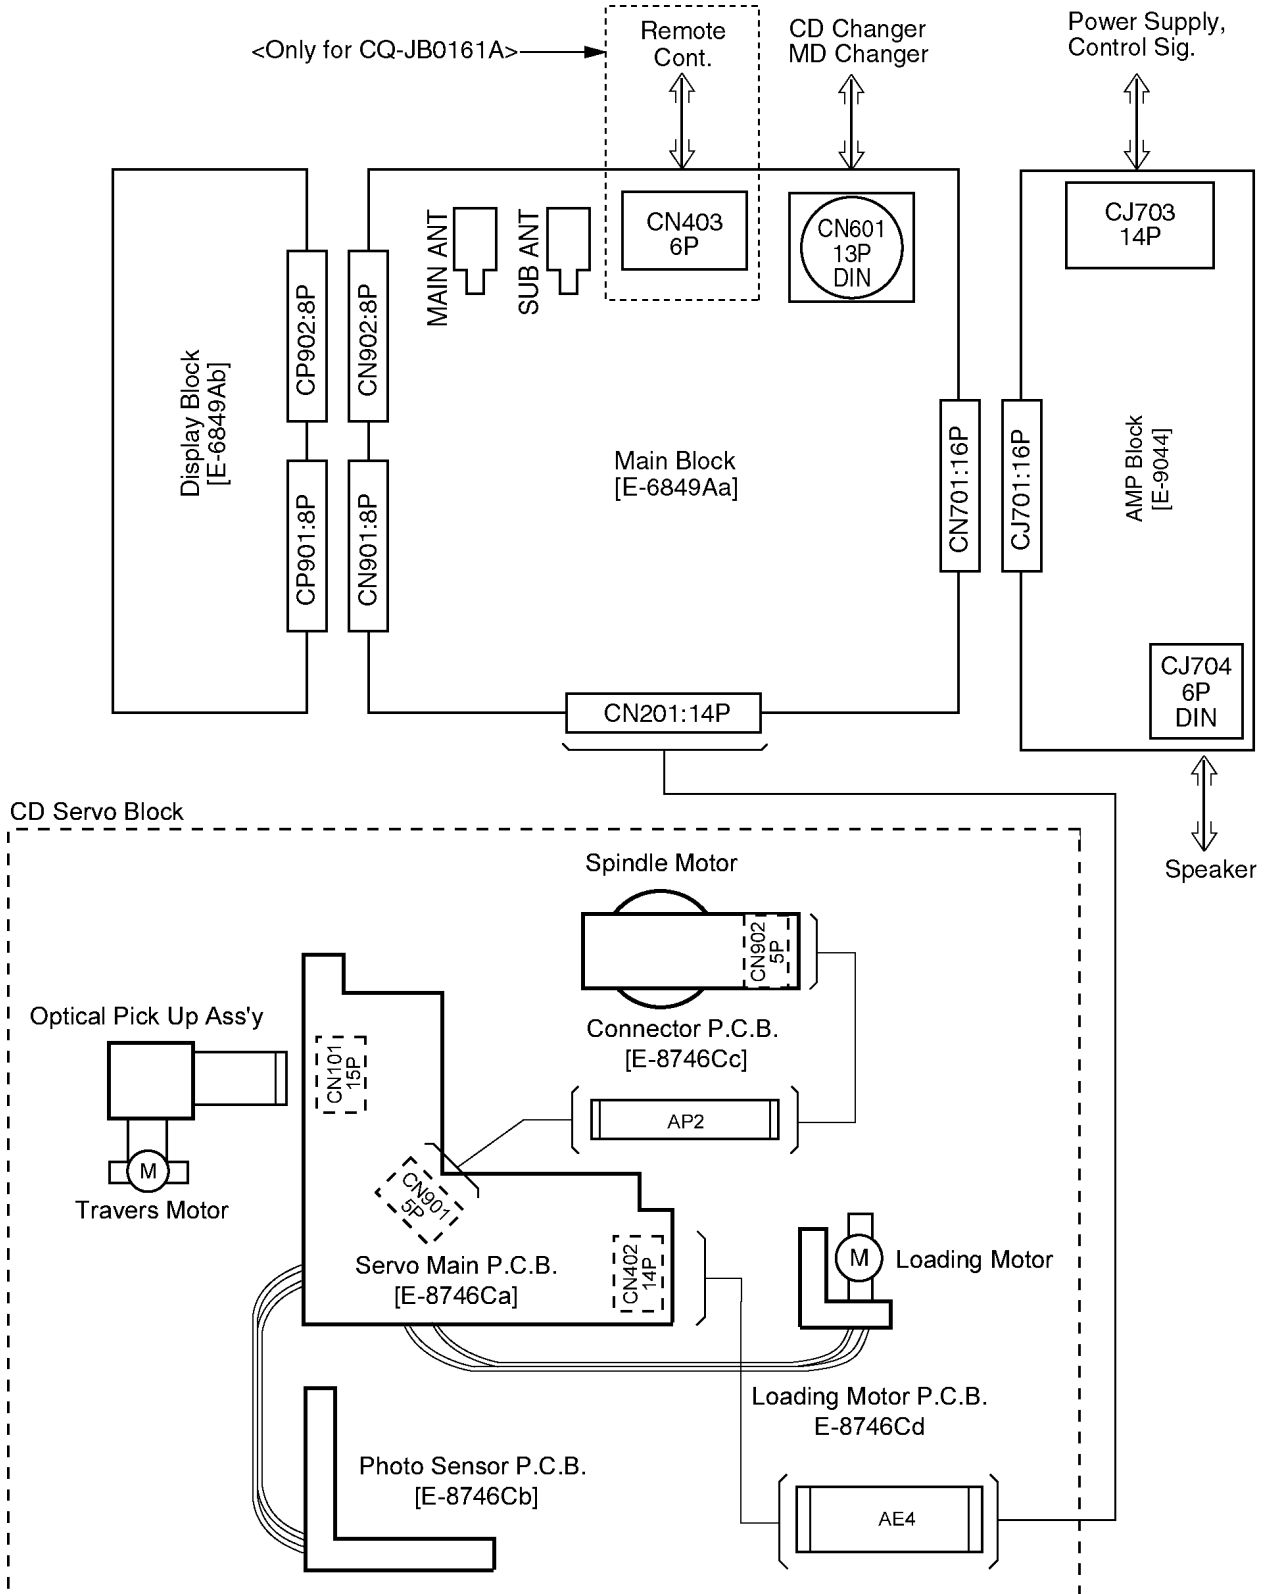 <Only for CQ-JB0161A>
Remote
Cont.
CD Changer
MD Changer
Power Supply,
Control Sig.
MAIN ANT
SUB ANT
CN403
6P
CN601
13P
DIN
CJ703
14P
Display Block
[E-6849Ab]
CP902:8P
CN902:8P
CP901:8P
CN901:8P
Main Block
[E-6849Aa]
CN701:16P
CJ701:16P
AMP Block
[E-9044]
CJ704
6P
DIN
CN201:14P
Speaker
CD Servo Block
Spindle Motor
CN902
5P
Connector P.C.B.
[E-8746Cc]
Optical Pick Up Ass'y
CN101
15P
M
Travers Motor
AP2
CN901
5P
Servo Main P.C.B.
[E-8746Ca]
CN402
14P
M
Loading Motor
Loading Motor P.C.B.
E-8746Cd
Photo Sensor P.C.B.
[E-8746Cb]
AE4